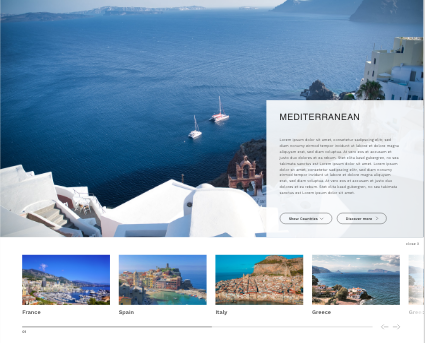 MEDITERRANEAN
Lorem ipsum dolor sit amet, consetetur sadipscing elitr, sed
diam nonumy eirmod tempor invidunt ut labore et dolore magna
aliquyam erat, sed diam voluptua. At vero eos et accusam et
justo duo dolores et ea rebum. Stet clita kasd gubergren, no sea
takimata sanctus est Lorem ipsum dolor sit amet. Lorem ipsum
dolor sit amet, consetetur sadipscing elitr, sed diam nonumy
eirmod tempor invidunt ut labore et dolore magna aliquyam
erat, sed diam voluptua. At vero eos et accusam et justo duo
dolores et ea rebum. Stet clita kasd gubergren, no sea takimata
sanctus est Lorem ipsum dolor sit amet.
Show Countries
Discover more
France
Spain
Italy
Greece